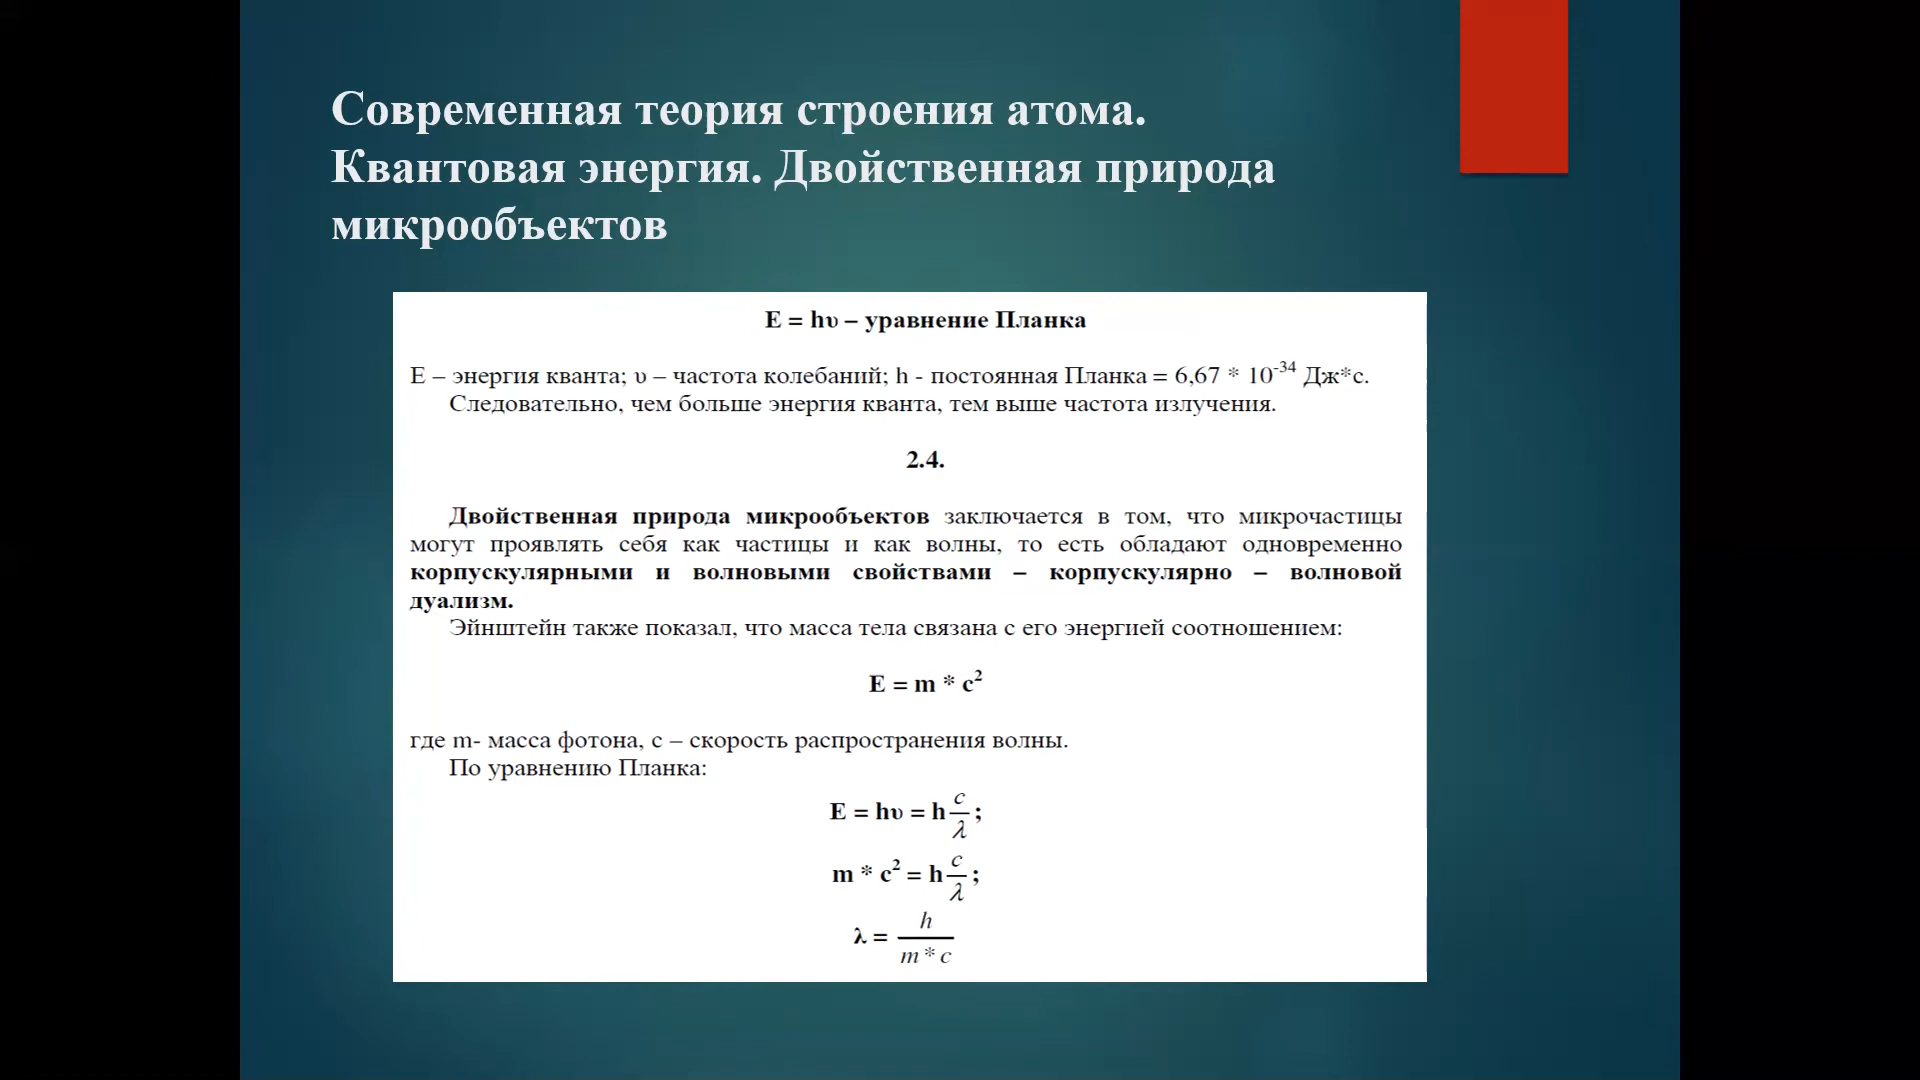 Современная теория строения атома.
Квантовая энергия. Двойственная природа
микрообъектов
E = hυ – уравнение Планка
E – энергия кванта; υ – частота колебаний; h - постоянная Планка = 6,67 * 10⁻³⁴ Дж*с.
Следовательно, чем больше энергия кванта, тем выше частота излучения.
2.4.
Двойственная природа микрообъектов заключается в том, что микрочастицы
могут проявлять себя как частицы и как волны, то есть обладают одновременно
корпускулярными и волновыми свойствами – корпускулярно – волновой
дуализм.
Эйнштейн также показал, что масса тела связана с его энергией соотношением:
E = m * c²
где m- масса фотона, с – скорость распространения волны.
По уравнению Планка:
E = hυ = h c/λ ;
m * c² = h c/λ ;
λ = h/(m * c)